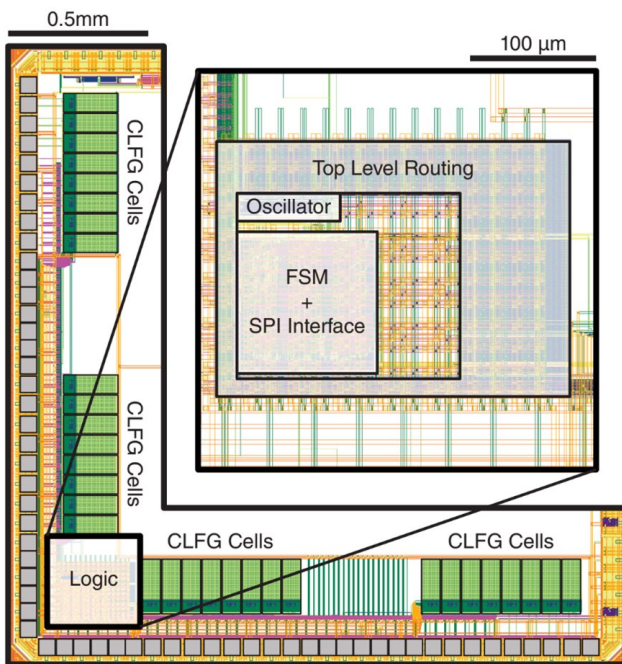 0.5mm
100 µm
CLFG Cells
Top Level Routing
Oscillator
FSM
+
SPI Interface
CLFG Cells
CLFG Cells
CLFG Cells
Logic